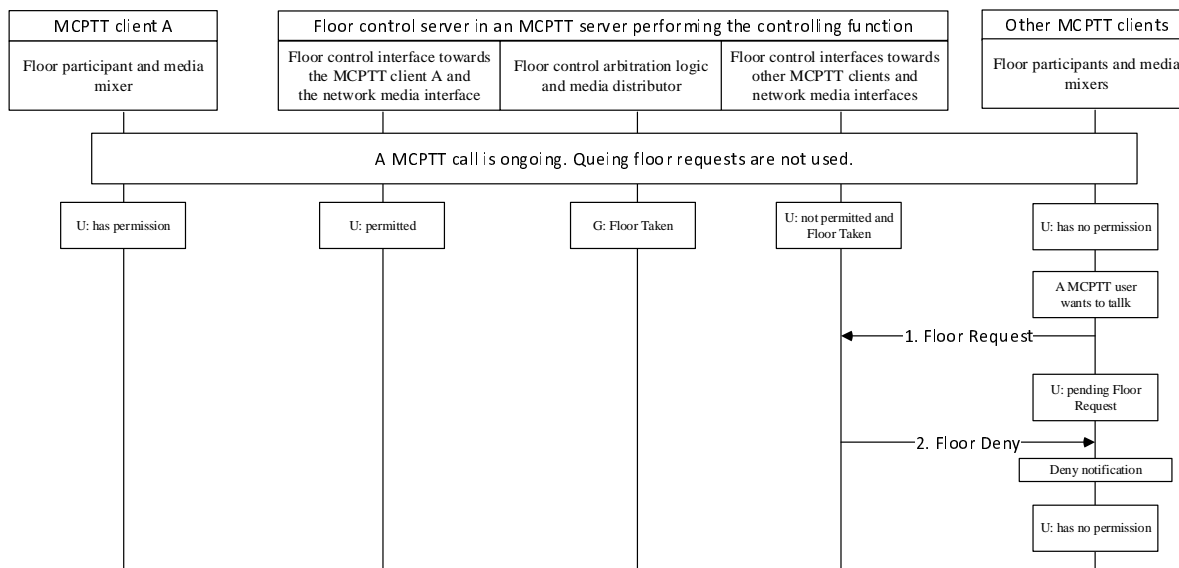 MCPTT client A
Floor control server in an MCPTT server performing the controlling function
Other MCPTT clients
Floor participant and media
mixer
Floor control interface towards
the MCPTT client A and
the network media interface
Floor control arbitration logic
and media distributor
Floor control interfaces towards
other MCPTT clients and
network media interfaces
Floor participants and media
mixers
A MCPTT call is ongoing. Queing floor requests are not used.
U: has permission
U: permitted
G: Floor Taken
U: not permitted and
Floor Taken
U: has no permission
A MCPTT user
wants to tallk
1. Floor Request
U: pending Floor
Request
2. Floor Deny
Deny notification
U: has no permission